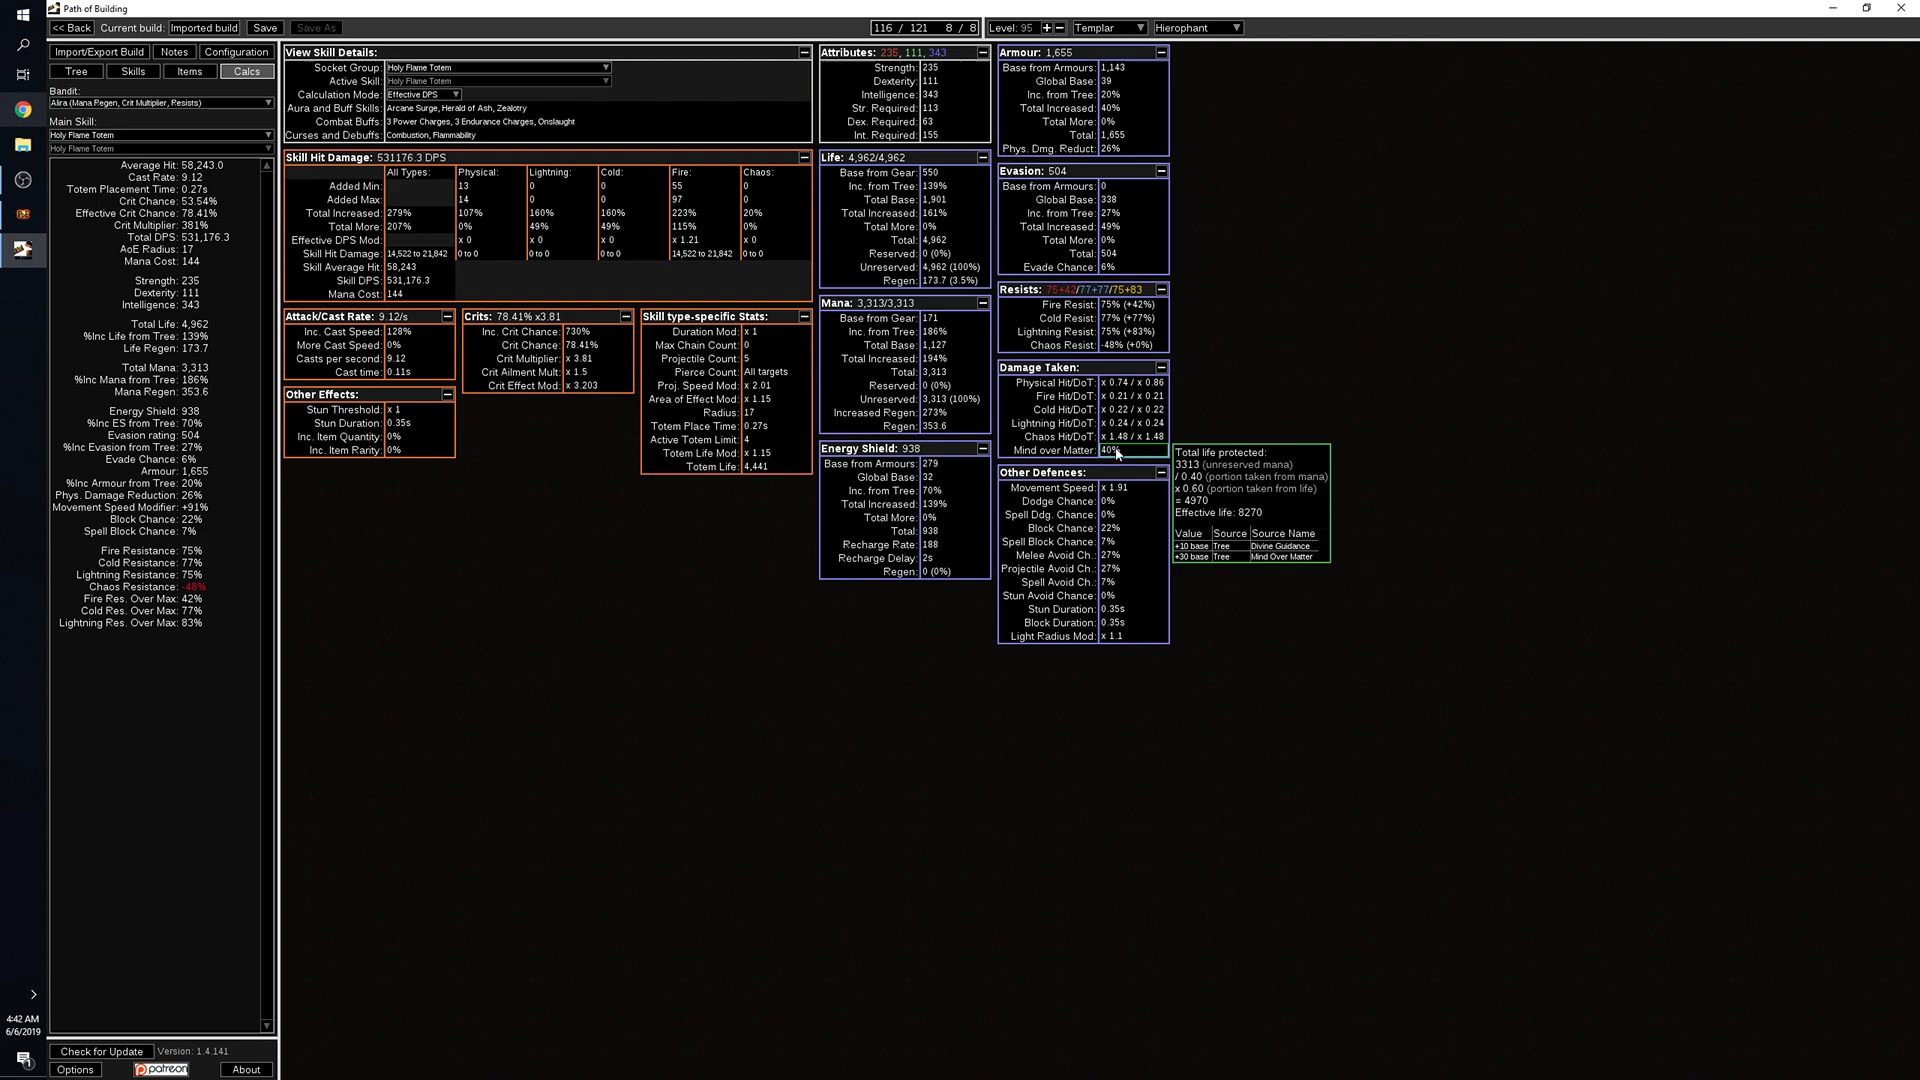 Path of Building
<< Back Current build: Imported build Save Save As 116 / 121 8 / 8 Level: 95 + − Templar Hierophant
Import/Export Build Notes Configuration
Tree Skills Items Calcs
Bandit:
Alira (Mana Regen, Crit Multiplier, Resists)
Main Skill:
Holy Flame Totem
Holy Flame Totem
Average Hit: 58,243.0
Cast Rate: 9.12
Totem Placement Time: 0.27s
Crit Chance: 53.54%
Effective Crit Chance: 78.41%
Crit Multiplier: 381%
Total DPS: 531,176.3
AoE Radius: 17
Mana Cost: 144
Strength: 235
Dexterity: 111
Intelligence: 343
Total Life: 4,962
%Inc Life from Tree: 139%
Life Regen: 173.7
Total Mana: 3,313
%Inc Mana from Tree: 186%
Mana Regen: 353.6
Energy Shield: 938
%Inc ES from Tree: 70%
Evasion rating: 504
%Inc Evasion from Tree: 27%
Evade Chance: 6%
Armour: 1,655
%Inc Armour from Tree: 20%
Phys. Damage Reduction: 26%
Movement Speed Modifier: +91%
Block Chance: 22%
Spell Block Chance: 7%
Fire Resistance: 75%
Cold Resistance: 77%
Lightning Resistance: 75%
Chaos Resistance: -48%
Fire Res. Over Max: 42%
Cold Res. Over Max: 77%
Lightning Res. Over Max: 83%
View Skill Details:
Socket Group: Holy Flame Totem
Active Skill: Holy Flame Totem
Calculation Mode: Effective DPS
Aura and Buff Skills: Arcane Surge, Herald of Ash, Zealotry
Combat Buffs: 3 Power Charges, 3 Endurance Charges, Onslaught
Curses and Debuffs: Combustion, Flammability
Skill Hit Damage: 531176.3 DPS
All Types: Physical: Lightning: Cold: Fire: Chaos:
Added Min: 13 0 0 55 0
Added Max: 14 0 0 97 0
Total Increased: 279% 107% 160% 160% 223% 20%
Total More: 207% 0% 49% 49% 115% 0%
Effective DPS Mod: x 0 x 0 x 0 x 1.21 x 0
Skill Hit Damage: 14,522 to 21,842 0 to 0 0 to 0 0 to 0 14,522 to 21,842 0 to 0
Skill Average Hit: 58,243
Skill DPS: 531,176.3
Mana Cost: 144
Attack/Cast Rate: 9.12/s
Inc. Cast Speed: 128%
More Cast Speed: 0%
Casts per second: 9.12
Cast time: 0.11s
Other Effects:
Stun Threshold: x 1
Stun Duration: 0.35s
Inc. Item Quantity: 0%
Inc. Item Rarity: 0%
Crits: 78.41% x3.81
Inc. Crit Chance: 730%
Crit Chance: 78.41%
Crit Multiplier: x 3.81
Crit Ailment Mult: x 1.5
Crit Effect Mod: x 3.203
Skill type-specific Stats:
Duration Mod: x 1
Max Chain Count: 0
Projectile Count: 5
Pierce Count: All targets
Proj. Speed Mod: x 2.01
Area of Effect Mod: x 1.15
Radius: 17
Totem Place Time: 0.27s
Active Totem Limit: 4
Totem Life Mod: x 1.15
Totem Life: 4,441
Attributes: 235, 111, 343
Strength: 235
Dexterity: 111
Intelligence: 343
Str. Required: 113
Dex. Required: 63
Int. Required: 155
Life: 4,962/4,962
Base from Gear: 550
Inc. from Tree: 139%
Total Base: 1,901
Total Increased: 161%
Total More: 0%
Total: 4,962
Reserved: 0 (0%)
Unreserved: 4,962 (100%)
Regen: 173.7 (3.5%)
Mana: 3,313/3,313
Base from Gear: 171
Inc. from Tree: 186%
Total Base: 1,127
Total Increased: 194%
Total More: 0%
Total: 3,313
Reserved: 0 (0%)
Unreserved: 3,313 (100%)
Increased Regen: 273%
Regen: 353.6
Energy Shield: 938
Base from Armours: 279
Global Base: 32
Inc. from Tree: 70%
Total Increased: 139%
Total More: 0%
Total: 938
Recharge Rate: 188
Recharge Delay: 2s
Regen: 0 (0%)
Armour: 1,655
Base from Armours: 1,143
Global Base: 39
Inc. from Tree: 20%
Total Increased: 40%
Total More: 0%
Total: 1,655
Phys. Dmg. Reduct: 26%
Evasion: 504
Base from Armours: 0
Global Base: 338
Inc. from Tree: 27%
Total Increased: 49%
Total More: 0%
Total: 504
Evade Chance: 6%
Resists: 75+42/77+77/75+83
Fire Resist: 75% (+42%)
Cold Resist: 77% (+77%)
Lightning Resist: 75% (+83%)
Chaos Resist: -48% (+0%)
Damage Taken:
Physical Hit/DoT: x 0.74 / x 0.86
Fire Hit/DoT: x 0.21 / x 0.21
Cold Hit/DoT: x 0.22 / x 0.22
Lightning Hit/DoT: x 0.24 / x 0.24
Chaos Hit/DoT: x 1.48 / x 1.48
Mind over Matter: 40%
Other Defences:
Movement Speed: x 1.91
Dodge Chance: 0%
Spell Ddg. Chance: 0%
Block Chance: 22%
Spell Block Chance: 7%
Melee Avoid Ch.: 27%
Projectile Avoid Ch.: 27%
Spell Avoid Ch.: 7%
Stun Avoid Chance: 0%
Stun Duration: 0.35s
Block Duration: 0.35s
Light Radius Mod: x 1.1
Total life protected:
3313 (unreserved mana)
/ 0.40 (portion taken from mana)
x 0.60 (portion taken from life)
= 4970
Effective life: 8270
Value Source Source Name
+10 base Tree Divine Guidance
+30 base Tree Mind Over Matter
4:42 AM
6/6/2019
1
Check for Update Version: 1.4.141
Options patreon About